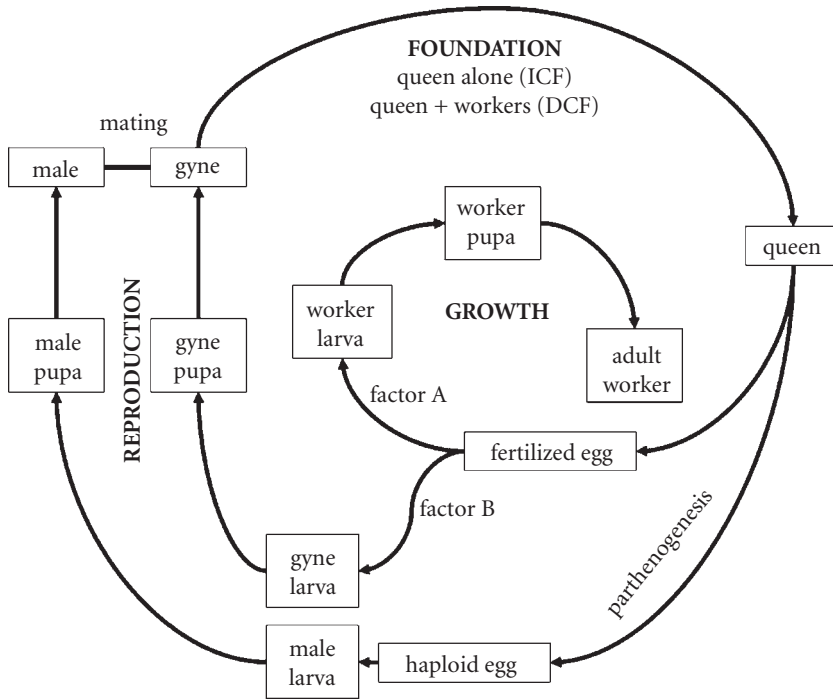 FOUNDATION
queen alone (ICF)
queen + workers (DCF)
mating
male
gyne
worker
pupa
queen
worker
larva
GROWTH
REPRODUCTION
male
pupa
gyne
pupa
adult
worker
factor A
fertilized egg
factor B
parthenogenesis
gyne
larva
male
larva
haploid egg